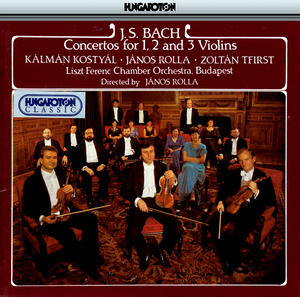 HUNGAROTON
J.S. BACH
Concertos for 1, 2 and 3 Violins
KÁLMÁN KOSTYÁL · JÁNOS ROLLA · ZOLTÁN TFIRST
Liszt Ferenc Chamber Orchestra, Budapest
Directed by JÁNOS ROLLA
HUNGAROTON
CLASSIC